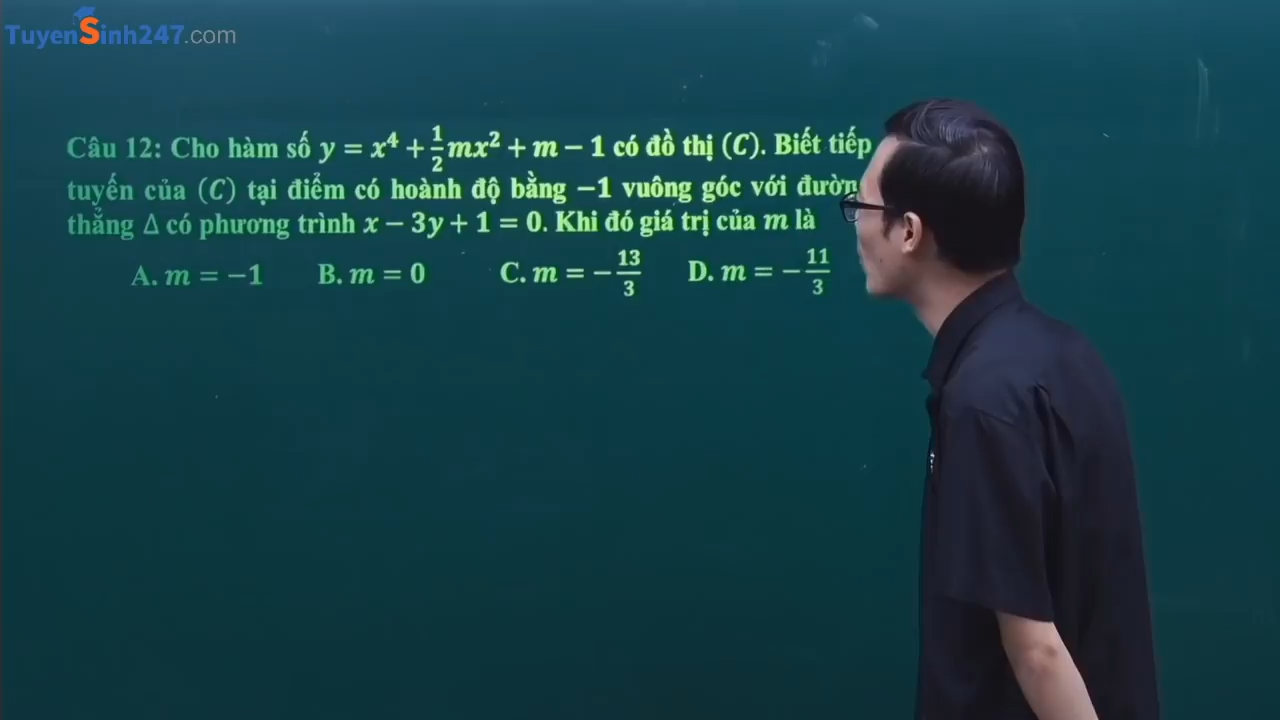 TuyenSinh247.com
Câu 12: Cho hàm số y = x⁴ + 1/2 mx² + m − 1 có đồ thị (C). Biết tiếp
tuyến của (C) tại điểm có hoành độ bằng −1 vuông góc với đườn
thẳng Δ có phương trình x − 3y + 1 = 0. Khi đó giá trị của m là
A. m = −1 B. m = 0 C. m = −13/3 D. m = −11/3